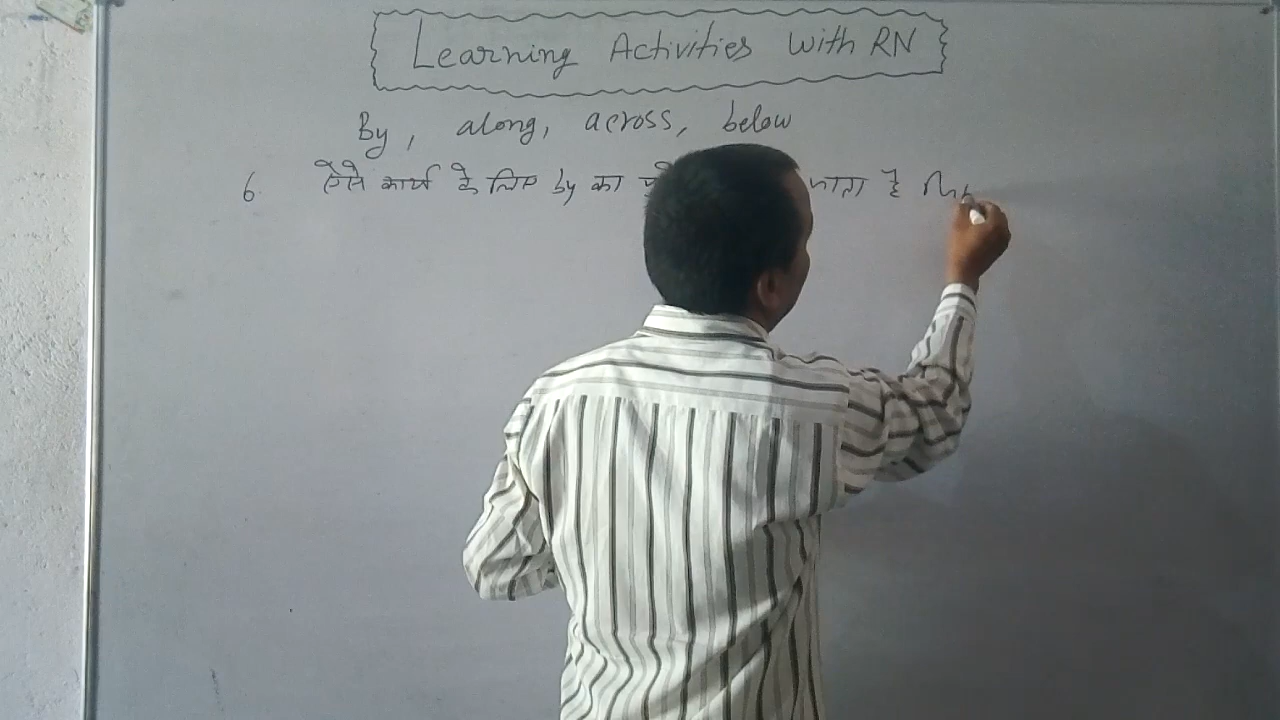 Learning Activities With RN
By, along, across, below
6. ऐसे कार्य के लिए by का जाता है